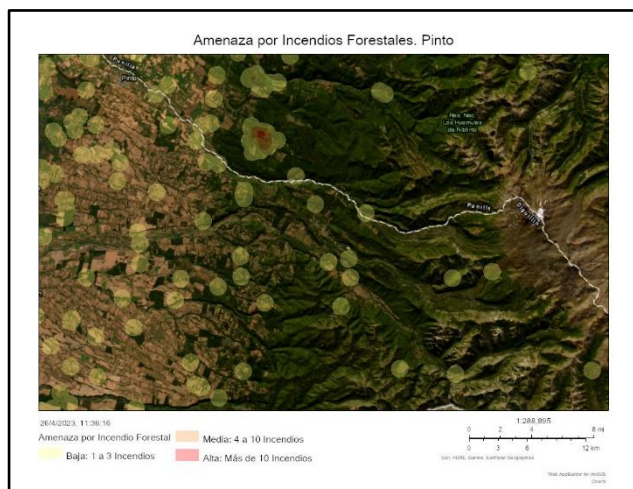 Amenaza por Incendios Forestales. Pinto
Punilla
Pinto
Res. Nac.
Los Huemules
de Niblinto
Punilla
Diguillín
26/4/2023, 11:36:16
Amenaza por Incendio Forestal
Baja: 1 a 3 Incendios
Media: 4 a 10 Incendios
Alta: Más de 10 Incendios
1:288,895
0 2 4 8 mi
0 3 6 12 km
Esri, HERE, Garmin, Earthstar Geographics
Web AppBuilder for ArcGIS